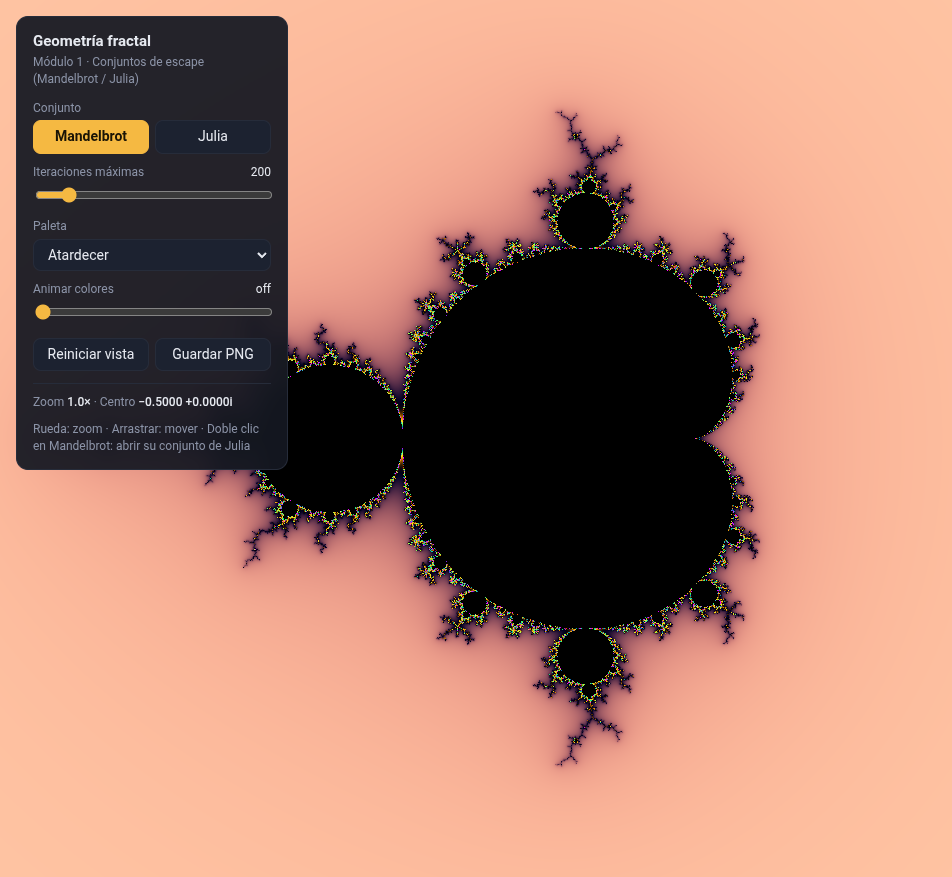 Geometría fractal
Módulo 1 · Conjuntos de escape
(Mandelbrot / Julia)
Conjunto
Mandelbrot Julia
Iteraciones máximas 200
Paleta
Atardecer
Animar colores off
Reiniciar vista Guardar PNG
Zoom 1.0× · Centro −0.5000 +0.0000i
Rueda: zoom · Arrastrar: mover · Doble clic
en Mandelbrot: abrir su conjunto de Julia